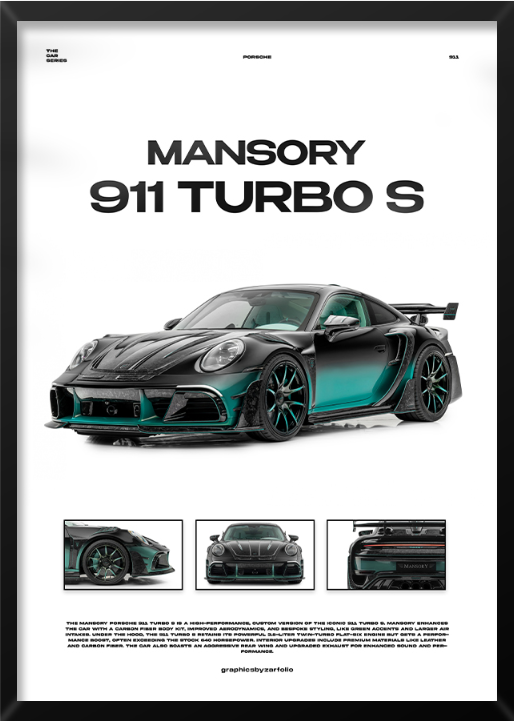 THE
CAR
SERIES
PORSCHE
911
MANSORY
911 TURBO S
MANSORY
THE MANSORY PORSCHE 911 TURBO S IS A HIGH-PERFORMANCE, CUSTOM VERSION OF THE ICONIC 911 TURBO S. MANSORY ENHANCES
THE CAR WITH A CARBON FIBER BODY KIT, IMPROVED AERODYNAMICS, AND BESPOKE STYLING, LIKE GREEN ACCENTS AND LARGER AIR
INTAKES. UNDER THE HOOD, THE 911 TURBO S RETAINS ITS POWERFUL 3.8-LITER TWIN-TURBO FLAT-SIX ENGINE BUT GETS A PERFOR-
MANCE BOOST, OFTEN EXCEEDING THE STOCK 640 HORSEPOWER. INTERIOR UPGRADES INCLUDE PREMIUM MATERIALS LIKE LEATHER
AND CARBON FIBER. THE CAR ALSO BOASTS AN AGGRESSIVE REAR WING AND UPGRADED EXHAUST FOR ENHANCED SOUND AND PER-
FORMANCE.
graphicsbyzarfolio